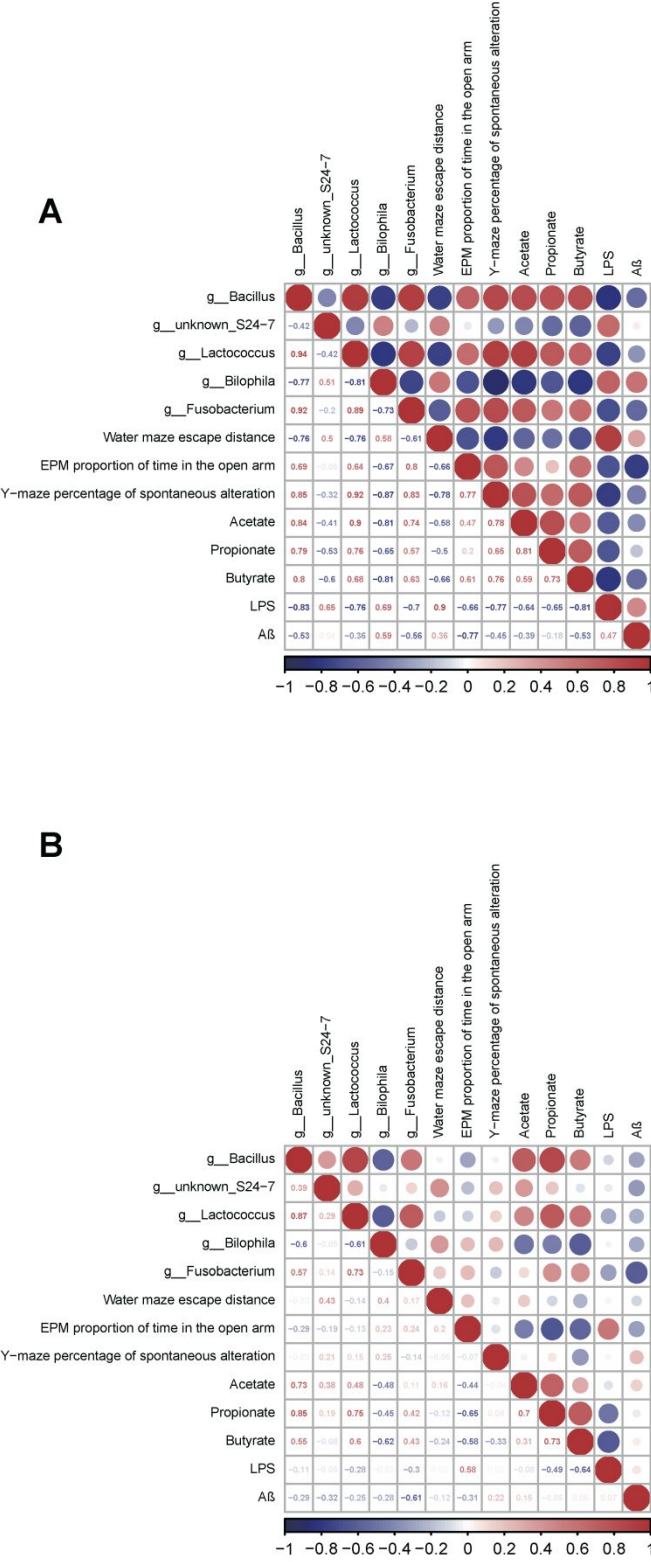 A
g__Bacillus
g__unknown_S24−7
g__Lactococcus
g__Bilophila
g__Fusobacterium
Water maze escape distance
EPM proportion of time in the open arm
Y−maze percentage of spontaneous alteration
Acetate
Propionate
Butyrate
LPS
Aß
g__Bacillus
g__unknown_S24−7 −0.42
g__Lactococcus 0.94 −0.42
g__Bilophila −0.77 0.51 −0.81
g__Fusobacterium 0.92 −0.2 0.89 −0.73
Water maze escape distance −0.76 0.5 −0.76 0.58 −0.61
EPM proportion of time in the open arm 0.69 0.64 −0.67 0.8 −0.66
Y−maze percentage of spontaneous alteration 0.85 −0.32 0.92 −0.87 0.83 −0.78 0.77
Acetate 0.84 −0.41 0.9 −0.81 0.74 −0.58 0.47 0.78
Propionate 0.79 −0.53 0.76 −0.65 0.57 −0.5 0.2 0.65 0.81
Butyrate 0.8 −0.6 0.68 −0.81 0.63 −0.66 0.61 0.76 0.59 0.73
LPS −0.83 0.65 −0.76 0.69 −0.7 0.9 −0.66 −0.77 −0.64 −0.65 −0.81
Aß −0.53 −0.36 0.59 −0.56 0.36 −0.77 −0.45 −0.39 −0.18 −0.53 0.47
−1 −0.8 −0.6 −0.4 −0.2 0 0.2 0.4 0.6 0.8 1
B
g__Bacillus
g__unknown_S24−7
g__Lactococcus
g__Bilophila
g__Fusobacterium
Water maze escape distance
EPM proportion of time in the open arm
Y−maze percentage of spontaneous alteration
Acetate
Propionate
Butyrate
LPS
Aß
g__Bacillus
g__unknown_S24−7 0.39
g__Lactococcus 0.87 0.29
g__Bilophila −0.6 −0.61
g__Fusobacterium 0.57 0.14 0.73 −0.15
Water maze escape distance 0.43 −0.14 0.4 0.17
EPM proportion of time in the open arm −0.29 −0.19 −0.13 0.23 0.24 0.2
Y−maze percentage of spontaneous alteration 0.21 0.15 0.25 −0.14
Acetate 0.73 0.38 0.48 −0.48 0.11 0.16 −0.44
Propionate 0.85 0.19 0.75 −0.45 0.42 −0.12 −0.65 0.7
Butyrate 0.55 0.6 −0.62 0.43 −0.24 −0.58 −0.33 0.31 0.73
LPS −0.11 −0.28 −0.3 0.58 −0.49 −0.64
Aß −0.29 −0.32 −0.25 −0.28 −0.61 −0.12 −0.31 0.22 0.15
−1 −0.8 −0.6 −0.4 −0.2 0 0.2 0.4 0.6 0.8 1